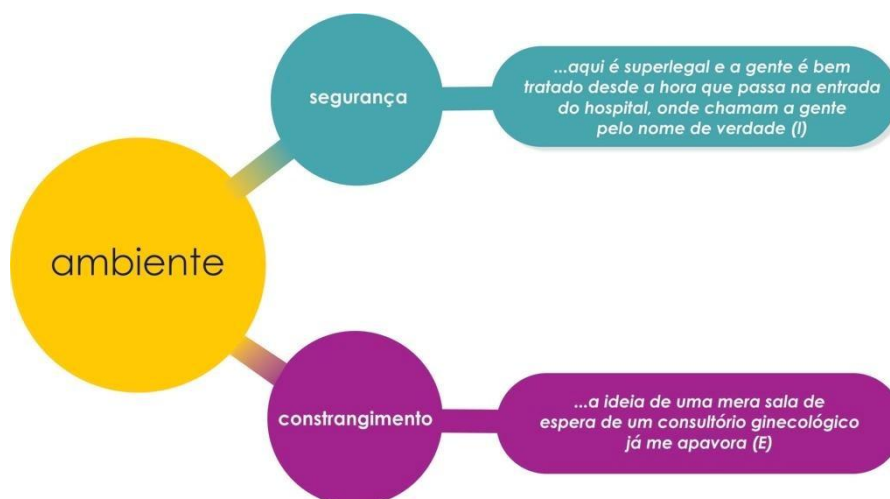 segurança
...aqui é superlegal e a gente é bem
tratado desde a hora que passa na entrada
do hospital, onde chamam a gente
pelo nome de verdade (I)
ambiente
constrangimento
...a ideia de uma mera sala de
espera de um consultório ginecológico
já me apavora (E)